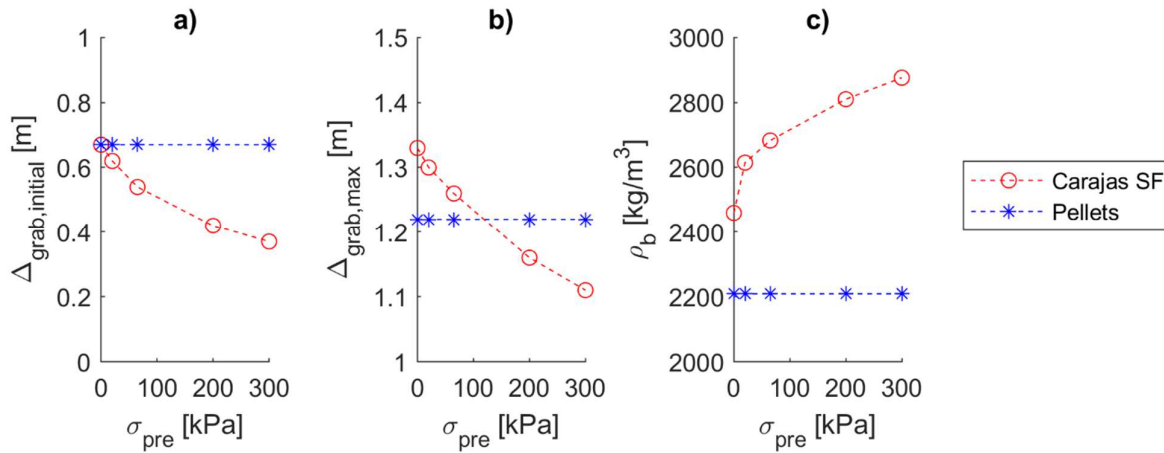 a)
1
0.8
0.6
0.4
0.2
0
0 100 200 300
Δgrab,initial [m]
σpre [kPa]
b)
1.5
1.4
1.3
1.2
1.1
1
0 100 200 300
Δgrab,max [m]
σpre [kPa]
c)
3000
2800
2600
2400
2200
2000
0 100 200 300
ρb [kg/m³]
σpre [kPa]
Carajas SF
Pellets